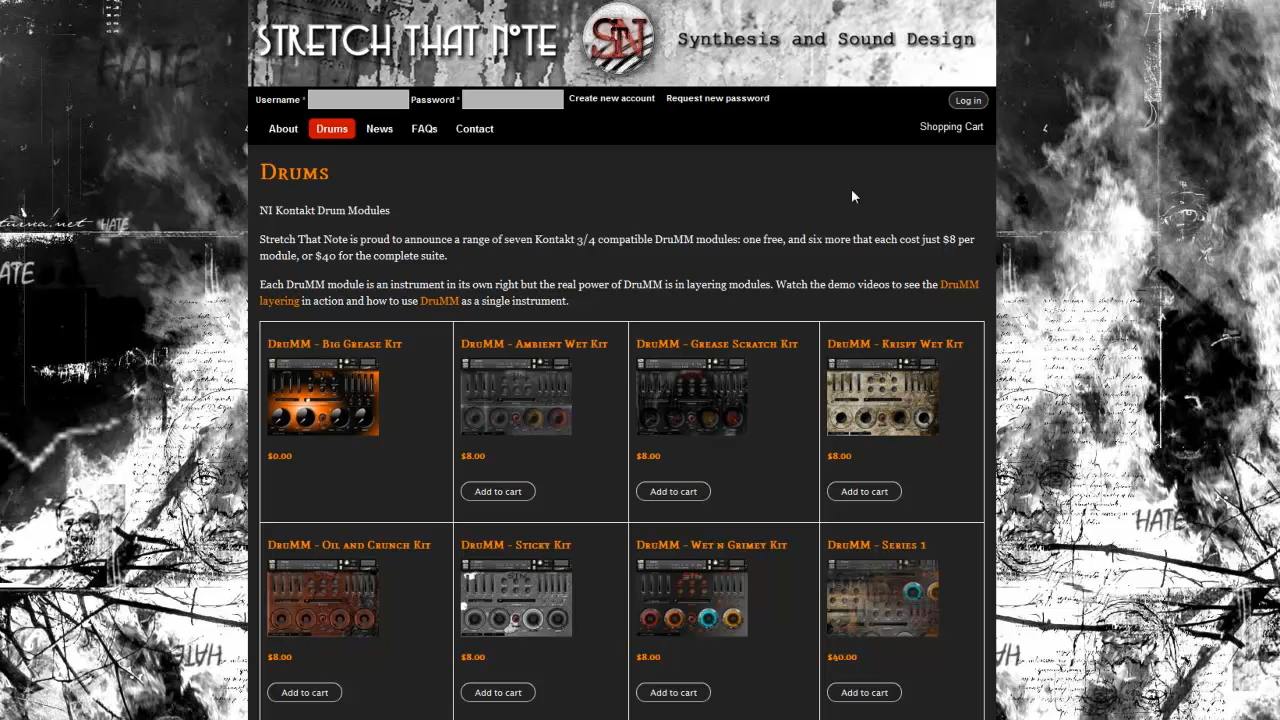 STRETCH THAT NOTE
STN
Synthesis and Sound Design
Username * Password * Create new account Request new password Log in
About Drums News FAQs Contact Shopping Cart
Drums
NI Kontakt Drum Modules
Stretch That Note is proud to announce a range of seven Kontakt 3/4 compatible DruMM modules: one free, and six more that each cost just $8 per
module, or $40 for the complete suite.
Each DruMM module is an instrument in its own right but the real power of DruMM is in layering modules. Watch the demo videos to see the DruMM
layering in action and how to use DruMM as a single instrument.
DruMM - Big Grease Kit DruMM - Ambient Wet Kit DruMM - Grease Scratch Kit DruMM - Krispy Wet Kit
$0.00 $8.00 $8.00 $8.00
Add to cart Add to cart Add to cart
DruMM - Oil and Crunch Kit DruMM - Sticky Kit DruMM - Wet n Grimey Kit DruMM - Series 1
$8.00 $8.00 $8.00 $40.00
Add to cart Add to cart Add to cart Add to cart
HATE
HATE
HATE
HATE
HATE